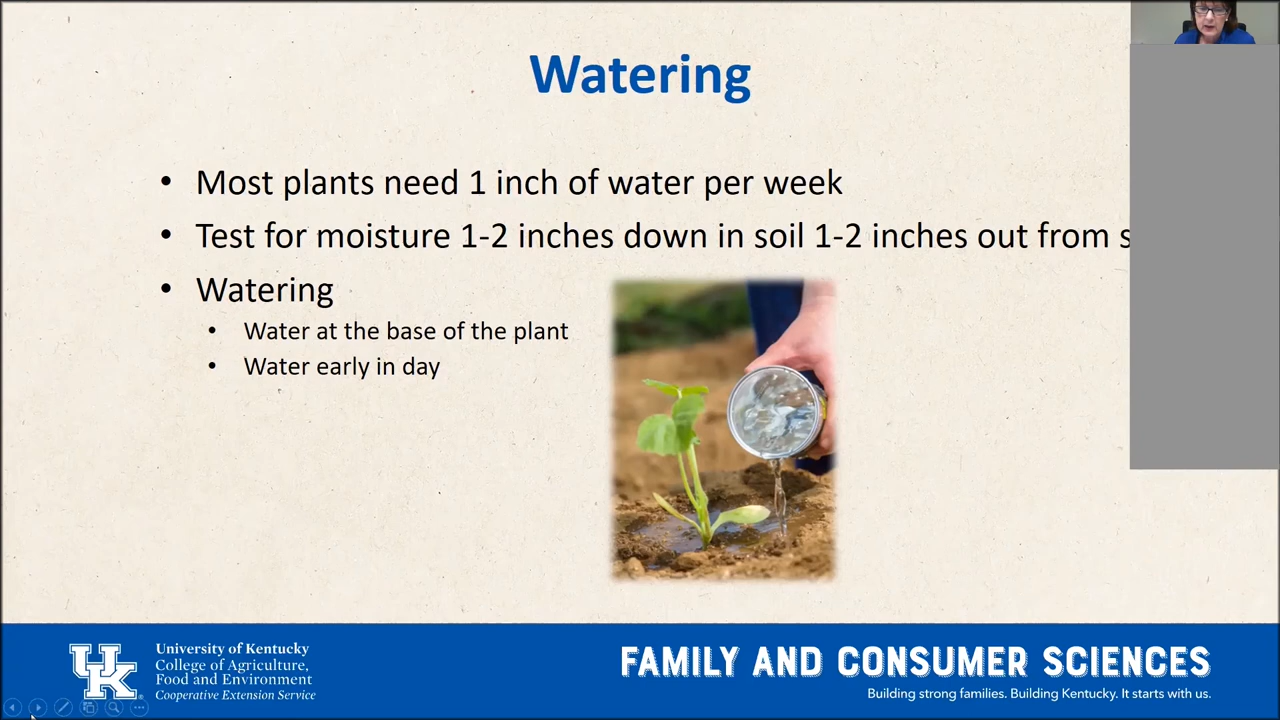 Watering
• Most plants need 1 inch of water per week
• Test for moisture 1-2 inches down in soil 1-2 inches out from
• Watering
• Water at the base of the plant
• Water early in day
UK
University of Kentucky
College of Agriculture,
Food and Environment
Cooperative Extension Service
FAMILY AND CONSUMER SCIENCES
Building strong families. Building Kentucky. It starts with us.